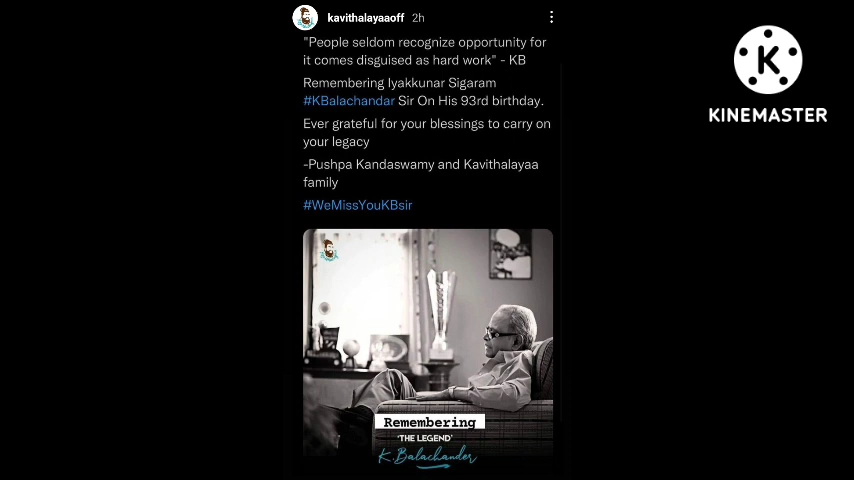 kavithalayaaoff 2h
"People seldom recognize opportunity for
it comes disguised as hard work" - KB
Remembering Iyakkunar Sigaram
#KBalachandar Sir On His 93rd birthday.
Ever grateful for your blessings to carry on
your legacy
-Pushpa Kandaswamy and Kavithalayaa
family
#WeMissYouKBsir
Remembering
'THE LEGEND'
K.Balachander
K
KINEMASTER